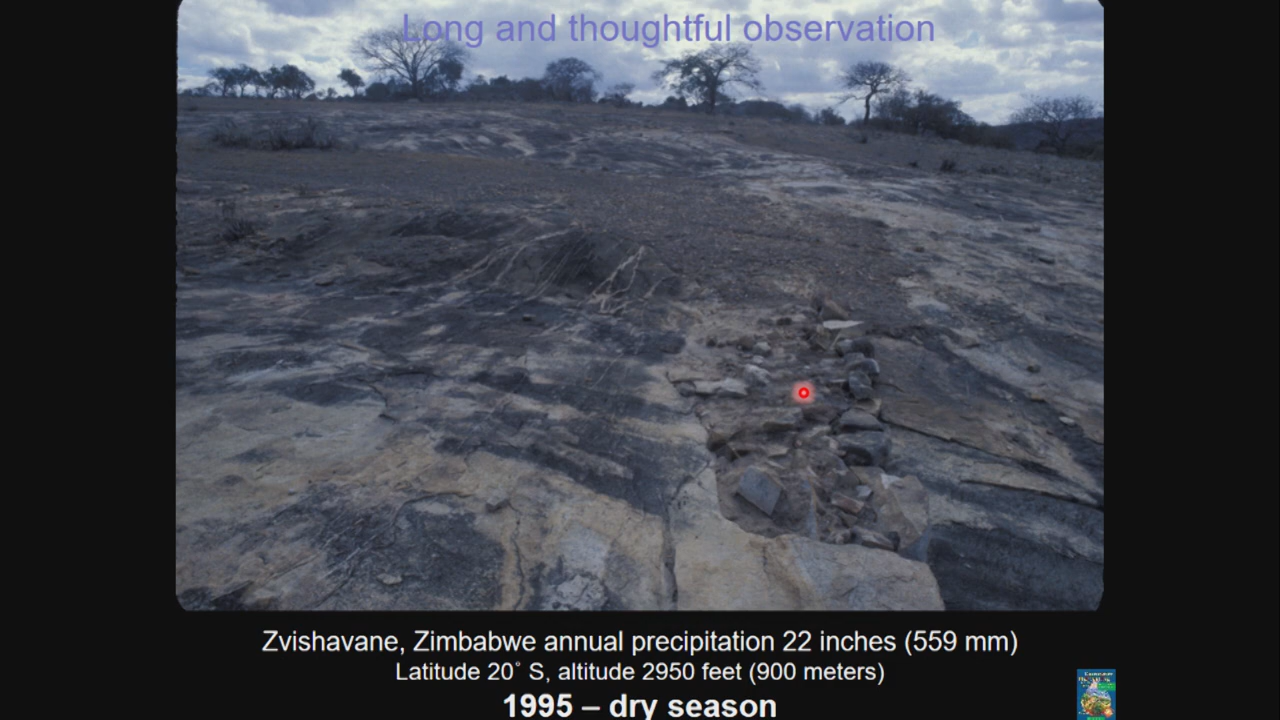 Long and thoughtful observation
Zvishavane, Zimbabwe annual precipitation 22 inches (559 mm)
Latitude 20° S, altitude 2950 feet (900 meters)
1995 – dry season